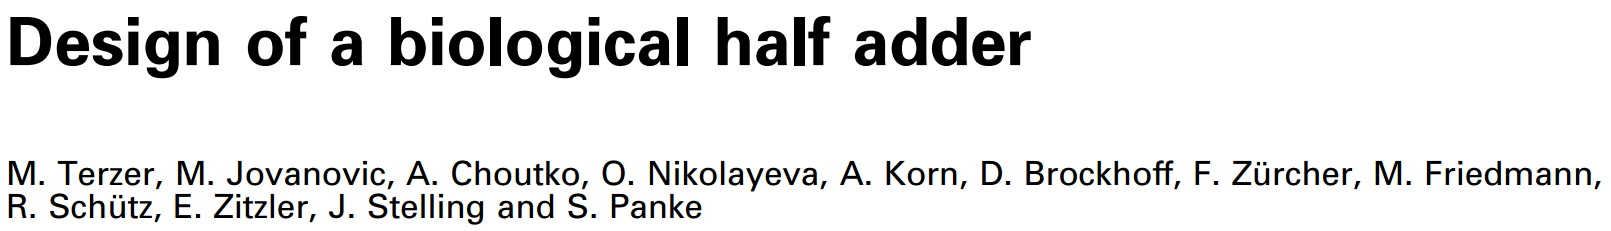 Design of a biological half adder
M. Terzer, M. Jovanovic, A. Choutko, O. Nikolayeva, A. Korn, D. Brockhoff, F. Zürcher, M. Friedmann,
R. Schütz, E. Zitzler, J. Stelling and S. Panke